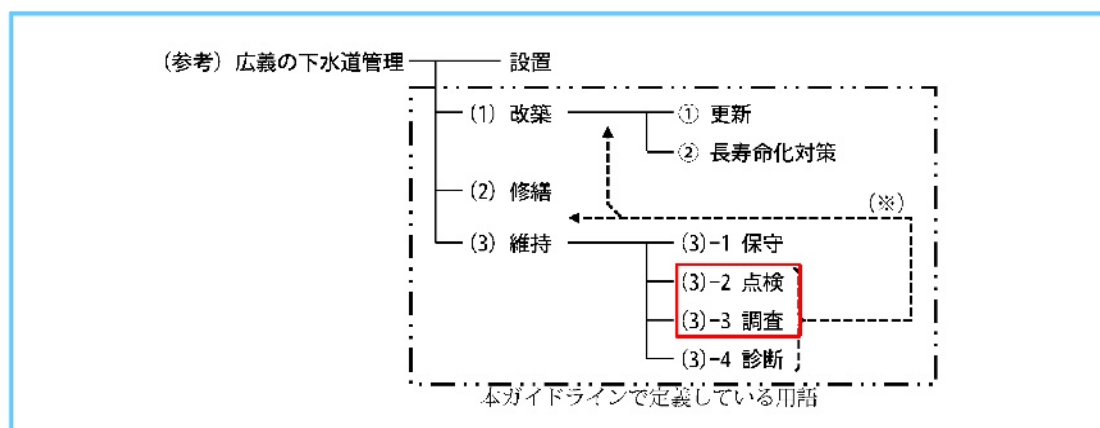 (参考) 広義の下水道管理
設置
(1) 改築
① 更新
② 長寿命化対策
(2) 修繕
(※)
(3) 維持
(3)-1 保守
(3)-2 点検
(3)-3 調査
(3)-4 診断
本ガイドラインで定義している用語